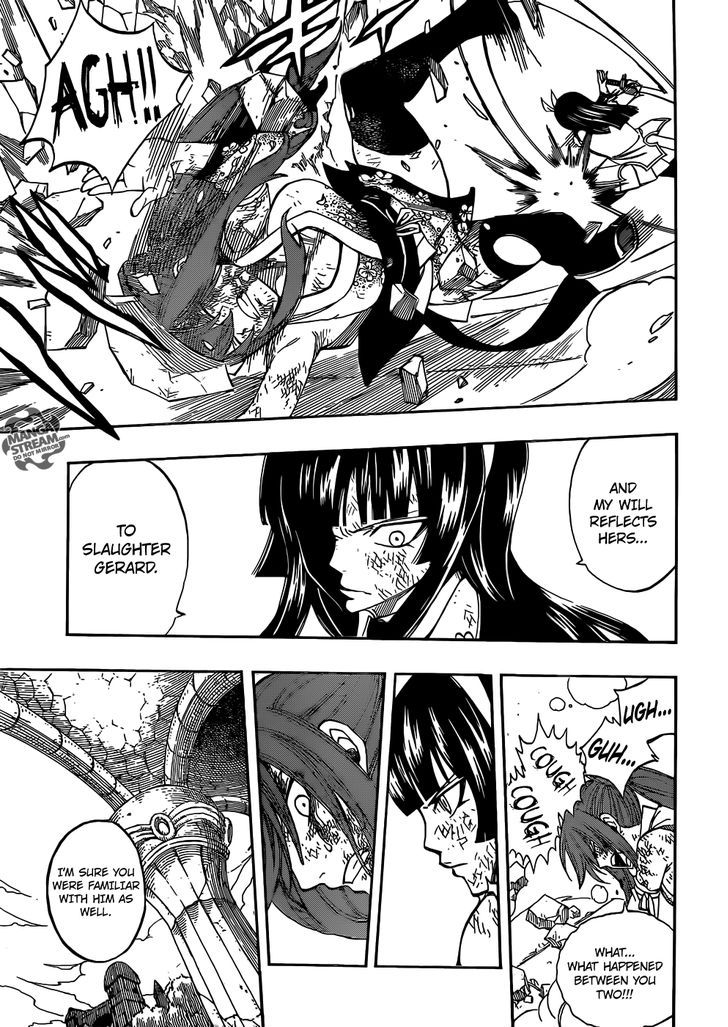 AGH!!
MANGA
STREAM.com
DO NOT MIRROR
AND
MY WILL
REFLECTS
HERS...
TO
SLAUGHTER
GERARD.
UGH...
GUH...
COUGH
COUGH
WHAT...
WHAT HAPPENED
BETWEEN YOU
TWO!!!
I'M SURE YOU
WERE FAMILIAR
WITH HIM AS
WELL.